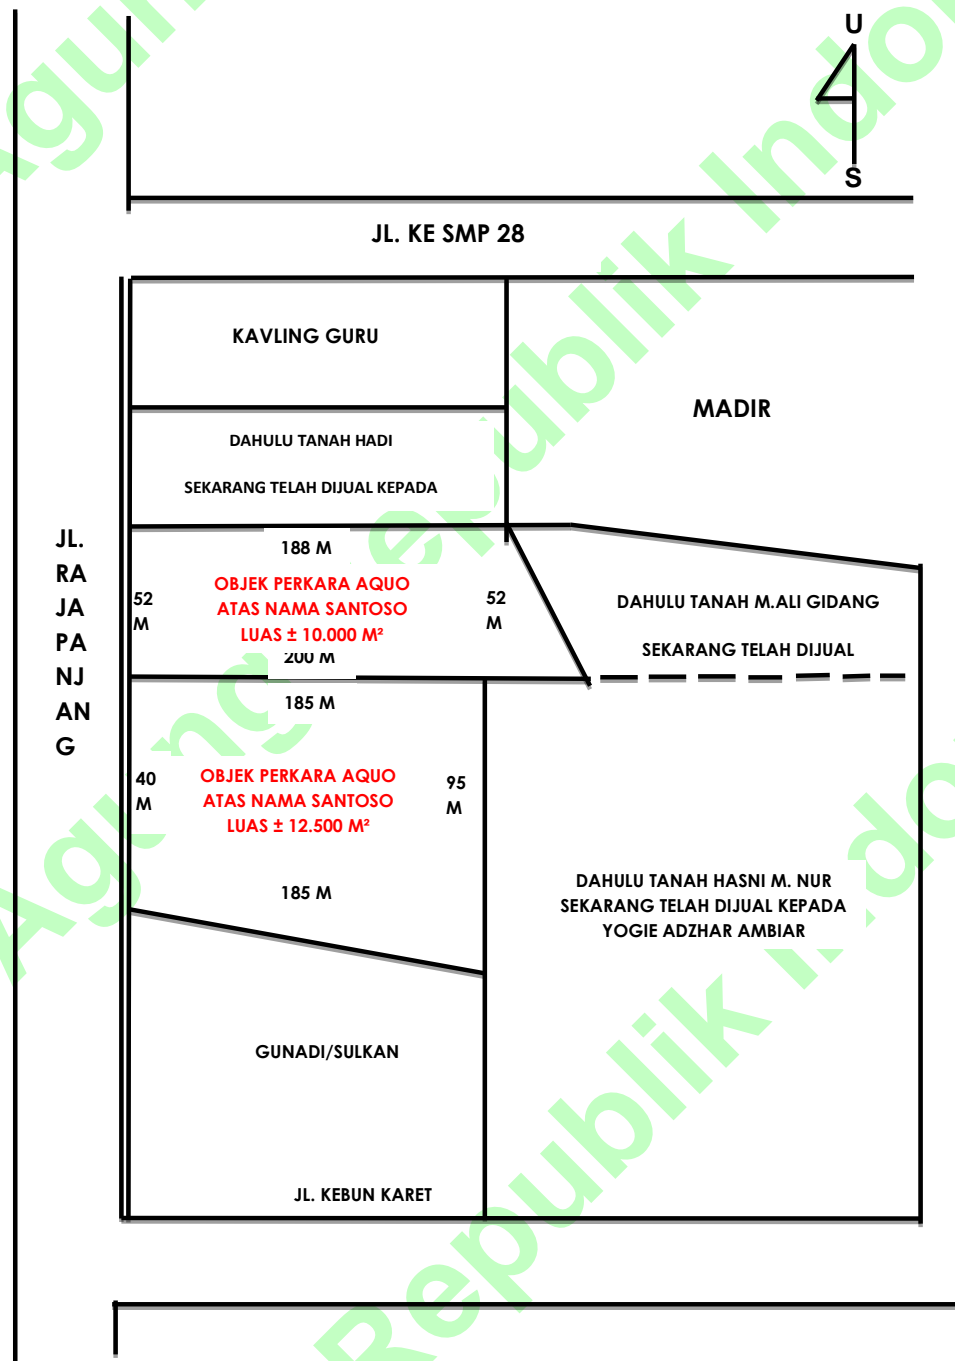 U
S
JL. KE SMP 28
KAVLING GURU
MADIR
DAHULU TANAH HADI
SEKARANG TELAH DIJUAL KEPADA
JL.
RA
JA
PA
NJ
AN
G
188 M
52
M
OBJEK PERKARA AQUO
ATAS NAMA SANTOSO
LUAS ± 10.000 M²
52
M
200 M
DAHULU TANAH M.ALI GIDANG
SEKARANG TELAH DIJUAL
185 M
40
M
OBJEK PERKARA AQUO
ATAS NAMA SANTOSO
LUAS ± 12.500 M²
95
M
185 M
DAHULU TANAH HASNI M. NUR
SEKARANG TELAH DIJUAL KEPADA
YOGIE ADZHAR AMBIAR
GUNADI/SULKAN
JL. KEBUN KARET